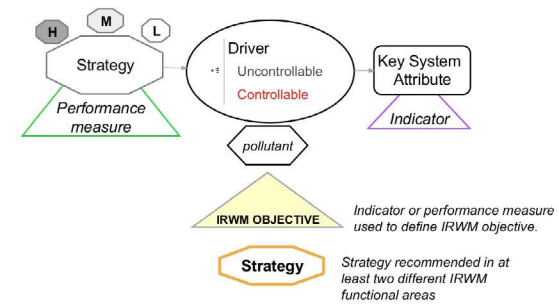 H
M
L
Strategy
Performance
measure
Driver
Uncontrollable
Controllable
Key System
Attribute
Indicator
pollutant
IRWM OBJECTIVE
Indicator or performance measure
used to define IRWM objective.
Strategy
Strategy recommended in at
least two different IRWM
functional areas